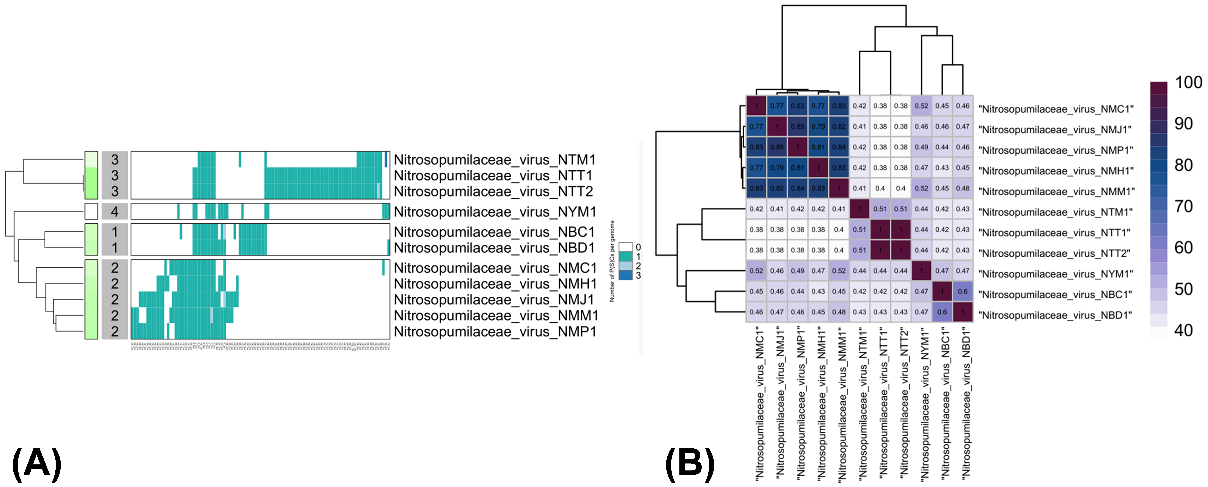 3 Nitrosopumilaceae_virus_NTM1
3 Nitrosopumilaceae_virus_NTT1
3 Nitrosopumilaceae_virus_NTT2
4 Nitrosopumilaceae_virus_NYM1
1 Nitrosopumilaceae_virus_NBC1
1 Nitrosopumilaceae_virus_NBD1
2 Nitrosopumilaceae_virus_NMC1
2 Nitrosopumilaceae_virus_NMH1
2 Nitrosopumilaceae_virus_NMJ1
2 Nitrosopumilaceae_virus_NMM1
2 Nitrosopumilaceae_virus_NMP1
Number of P(S)Cs per genome
0
1
2
3
(A)
1 0.77 0.83 0.77 0.83 0.42 0.38 0.38 0.52 0.45 0.46 "Nitrosopumilaceae_virus_NMC1"
0.77 1 0.85 0.79 0.82 0.41 0.38 0.38 0.46 0.46 0.47 "Nitrosopumilaceae_virus_NMJ1"
0.83 0.85 1 0.81 0.84 0.42 0.38 0.38 0.49 0.44 0.46 "Nitrosopumilaceae_virus_NMP1"
0.77 0.79 0.81 1 0.83 0.42 0.38 0.38 0.47 0.43 0.45 "Nitrosopumilaceae_virus_NMH1"
0.83 0.82 0.84 0.83 1 0.41 0.4 0.4 0.52 0.45 0.48 "Nitrosopumilaceae_virus_NMM1"
0.42 0.41 0.42 0.42 0.41 1 0.51 0.51 0.44 0.42 0.43 "Nitrosopumilaceae_virus_NTM1"
0.38 0.38 0.38 0.38 0.4 0.51 1 1 0.44 0.42 0.43 "Nitrosopumilaceae_virus_NTT1"
0.38 0.38 0.38 0.38 0.4 0.51 1 1 0.44 0.42 0.43 "Nitrosopumilaceae_virus_NTT2"
0.52 0.46 0.49 0.47 0.52 0.44 0.44 0.44 1 0.47 0.47 "Nitrosopumilaceae_virus_NYM1"
0.45 0.46 0.44 0.43 0.45 0.42 0.42 0.42 0.47 1 0.6 "Nitrosopumilaceae_virus_NBC1"
0.46 0.47 0.46 0.45 0.48 0.43 0.43 0.43 0.47 0.6 1 "Nitrosopumilaceae_virus_NBD1"
"Nitrosopumilaceae_virus_NMC1"
"Nitrosopumilaceae_virus_NMJ1"
"Nitrosopumilaceae_virus_NMP1"
"Nitrosopumilaceae_virus_NMH1"
"Nitrosopumilaceae_virus_NMM1"
"Nitrosopumilaceae_virus_NTM1"
"Nitrosopumilaceae_virus_NTT1"
"Nitrosopumilaceae_virus_NTT2"
"Nitrosopumilaceae_virus_NYM1"
"Nitrosopumilaceae_virus_NBC1"
"Nitrosopumilaceae_virus_NBD1"
100
90
80
70
60
50
40
(B)